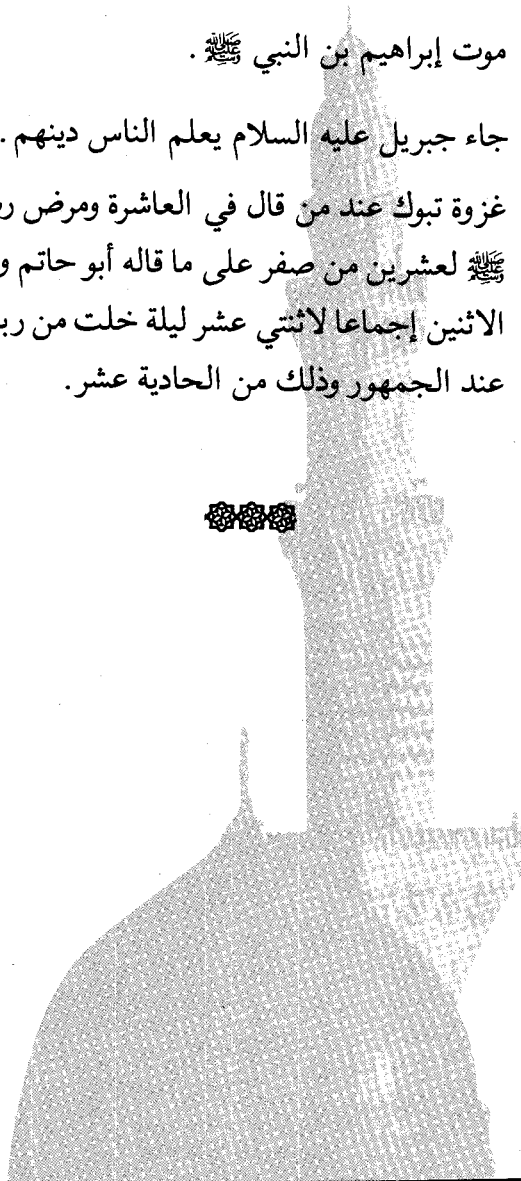 موت إبراهيم بن النبي ﷺ .
جاء جبريل عليه السلام يعلم الناس دينهم .
غزوة تبوك عند من قال في العاشرة ومرض
ﷺ لعشرين من صفر على ما قاله أبو حاتم
الاثنين إجماعا لاثنتي عشر ليلة خلت من
عند الجمهور وذلك من الحادية عشر .